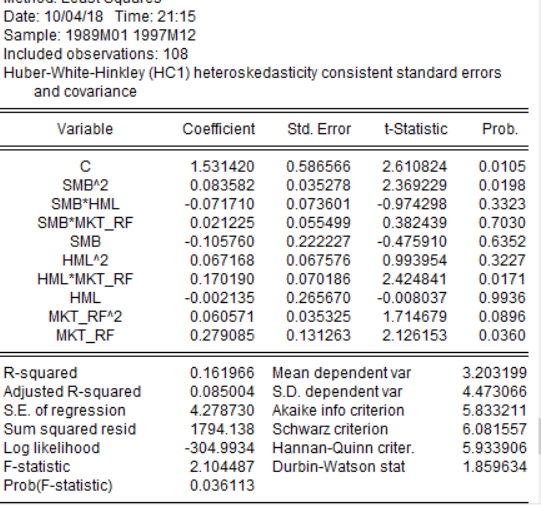 Method: Least Squares
Date: 10/04/18 Time: 21:15
Sample: 1989M01 1997M12
Included observations: 108
Huber-White-Hinkley (HC1) heteroskedasticity consistent standard errors
and covariance
Variable Coefficient Std. Error t-Statistic Prob.
C 1.531420 0.586566 2.610824 0.0105
SMB^2 0.083582 0.035278 2.369229 0.0198
SMB*HML -0.071710 0.073601 -0.974298 0.3323
SMB*MKT_RF 0.021225 0.055499 0.382439 0.7030
SMB -0.105760 0.222227 -0.475910 0.6352
HML^2 0.067168 0.067576 0.993954 0.3227
HML*MKT_RF 0.170190 0.070186 2.424841 0.0171
HML -0.002135 0.265670 -0.008037 0.9936
MKT_RF^2 0.060571 0.035325 1.714679 0.0896
MKT_RF 0.279085 0.131263 2.126153 0.0360
R-squared 0.161966 Mean dependent var 3.203199
Adjusted R-squared 0.085004 S.D. dependent var 4.473066
S.E. of regression 4.278730 Akaike info criterion 5.833211
Sum squared resid 1794.138 Schwarz criterion 6.081557
Log likelihood -304.9934 Hannan-Quinn criter. 5.933906
F-statistic 2.104487 Durbin-Watson stat 1.859634
Prob(F-statistic) 0.036113